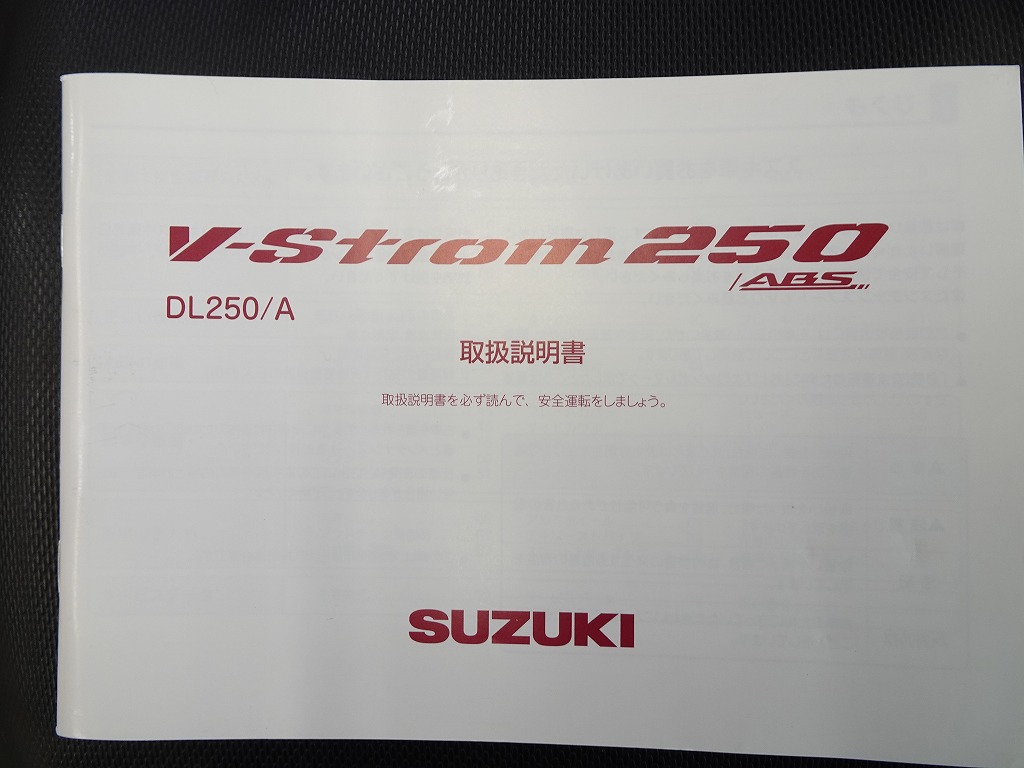 V-Strom 250
/ABS
DL250/A
取扱説明書
取扱説明書を必ず読んで、安全運転をしましょう。
SUZUKI